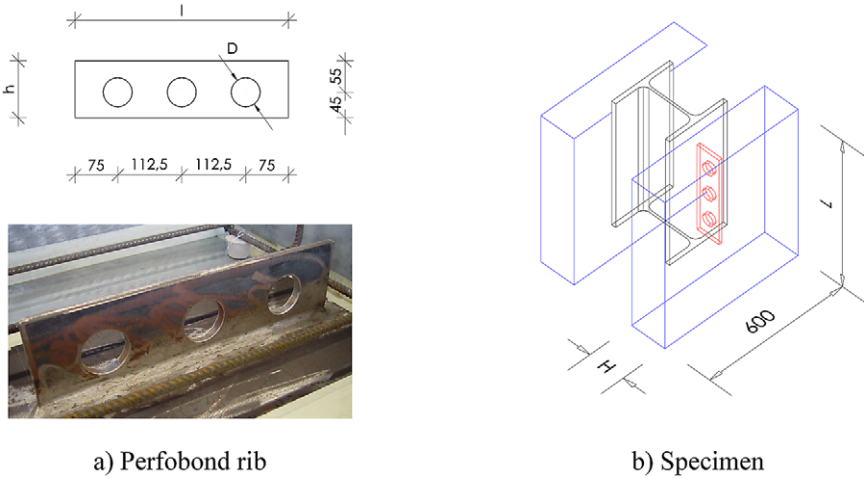 l
D
h
55
45
75 112,5 112,5 75
600
H
a) Perfobond rib
b) Specimen